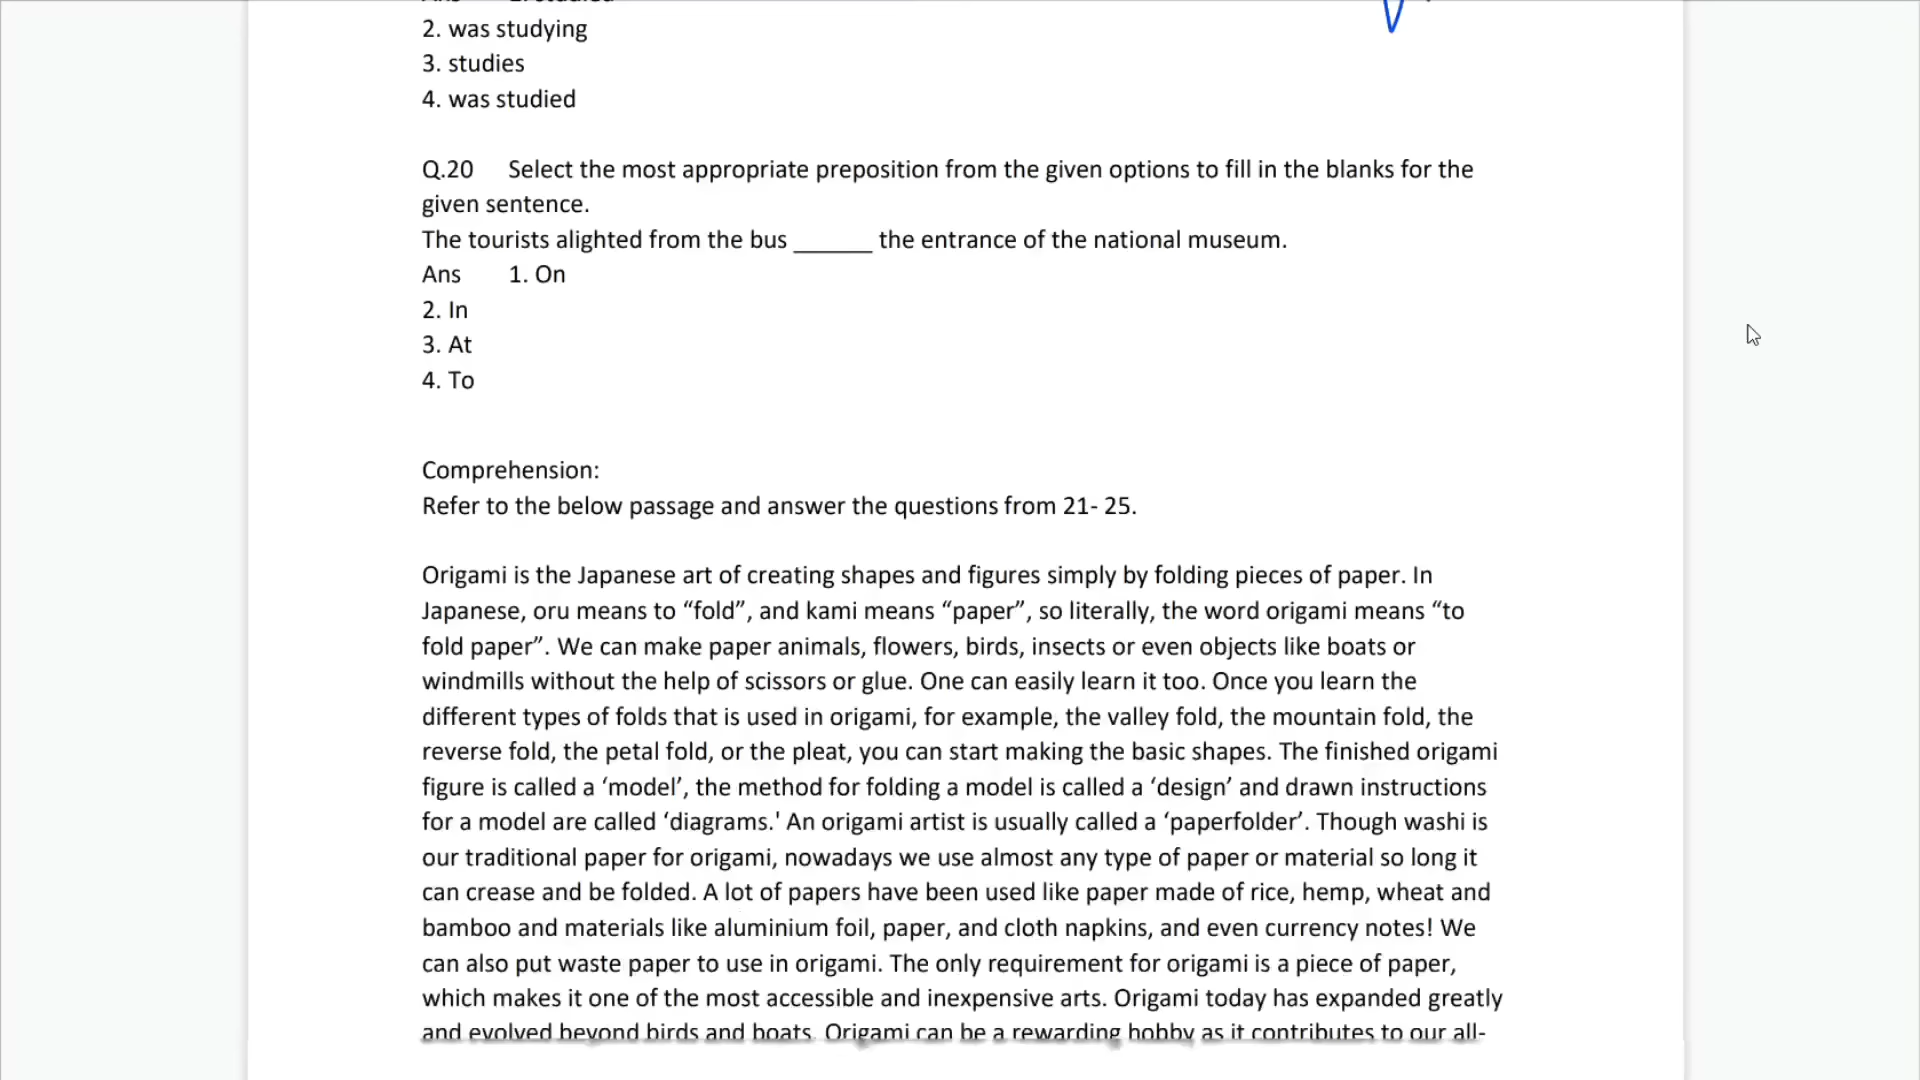 2. was studying
3. studies
4. was studied
Q.20 Select the most appropriate preposition from the given options to fill in the blanks for the
given sentence.
The tourists alighted from the bus ______ the entrance of the national museum.
Ans 1. On
2. In
3. At
4. To
Comprehension:
Refer to the below passage and answer the questions from 21- 25.
Origami is the Japanese art of creating shapes and figures simply by folding pieces of paper. In
Japanese, oru means to “fold”, and kami means “paper”, so literally, the word origami means “to
fold paper”. We can make paper animals, flowers, birds, insects or even objects like boats or
windmills without the help of scissors or glue. One can easily learn it too. Once you learn the
different types of folds that is used in origami, for example, the valley fold, the mountain fold, the
reverse fold, the petal fold, or the pleat, you can start making the basic shapes. The finished origami
figure is called a ‘model’, the method for folding a model is called a ‘design’ and drawn instructions
for a model are called ‘diagrams.' An origami artist is usually called a ‘paperfolder’. Though washi is
our traditional paper for origami, nowadays we use almost any type of paper or material so long it
can crease and be folded. A lot of papers have been used like paper made of rice, hemp, wheat and
bamboo and materials like aluminium foil, paper, and cloth napkins, and even currency notes! We
can also put waste paper to use in origami. The only requirement for origami is a piece of paper,
which makes it one of the most accessible and inexpensive arts. Origami today has expanded greatly
and evolved beyond birds and boats. Origami can be a rewarding hobby as it contributes to our all-